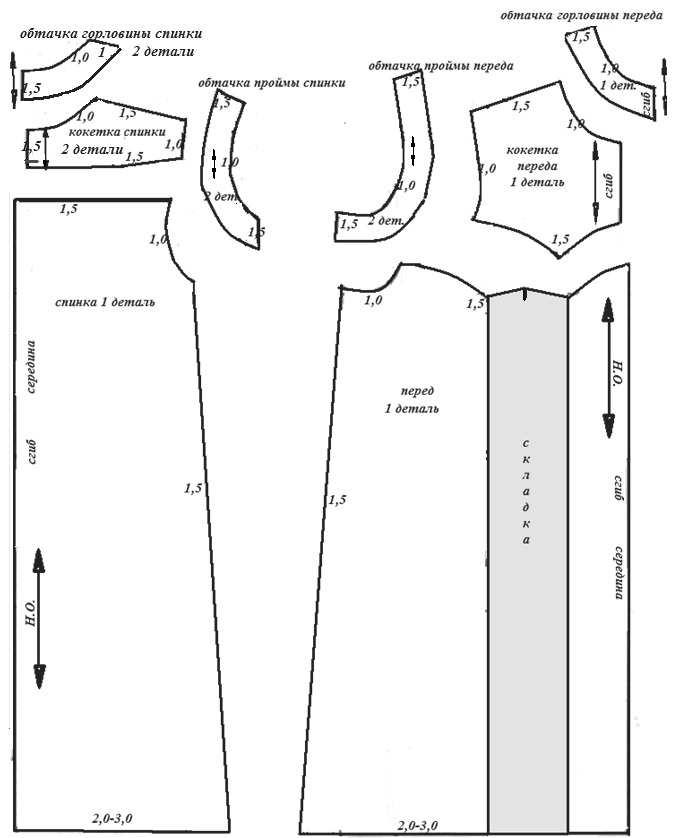 обтачка горловины спинки
2 детали
1,0
1
1,5
обтачка проймы спинки
1,5
1,0
2 дет.
1,5
обтачка проймы переда
1,5
1,0
2 дет.
1,5
обтачка горловины переда
1,5
1,0
1 дет.
сгиб
1,0
1,5
кокетка спинки
2 детали
1,5
1,0
1,5
1,5
кокетка
переда
1 деталь
1,0
1,0
1,5
сгиб
1,5
1,0
спинка 1 деталь
середина
сгиб
1,5
Н.О.
2,0-3,0
1,0
1,5
перед
1 деталь
1,5
складка
Н.О.
сгиб
середина
2,0-3,0